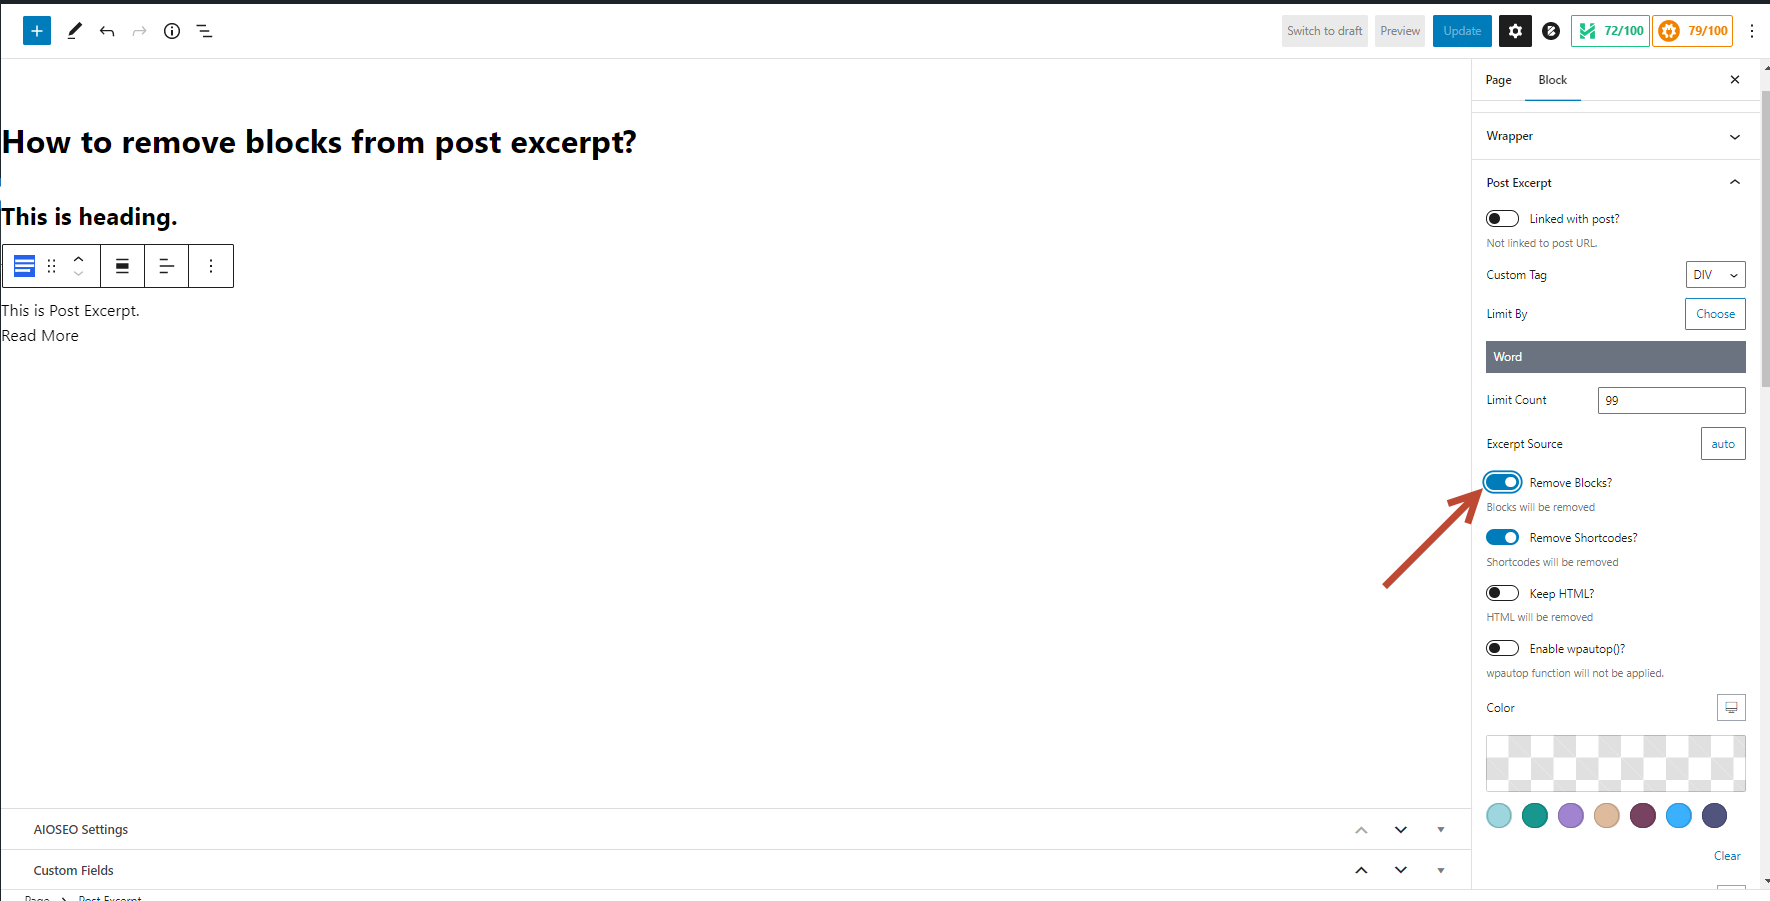 Switch to draft
Preview
Update
72/100
79/100
Page
Block
How to remove blocks from post excerpt?
This is heading.
This is Post Excerpt.
Read More
Wrapper
Post Excerpt
Linked with post?
Not linked to post URL.
Custom Tag
DIV
Limit By
Choose
Word
Limit Count
99
Excerpt Source
auto
Remove Blocks?
Blocks will be removed
Remove Shortcodes?
Shortcodes will be removed
Keep HTML?
HTML will be removed
Enable wpautop()?
wpautop function will not be applied.
Color
Clear
AIOSEO Settings
Custom Fields
Page
Post Excerpt